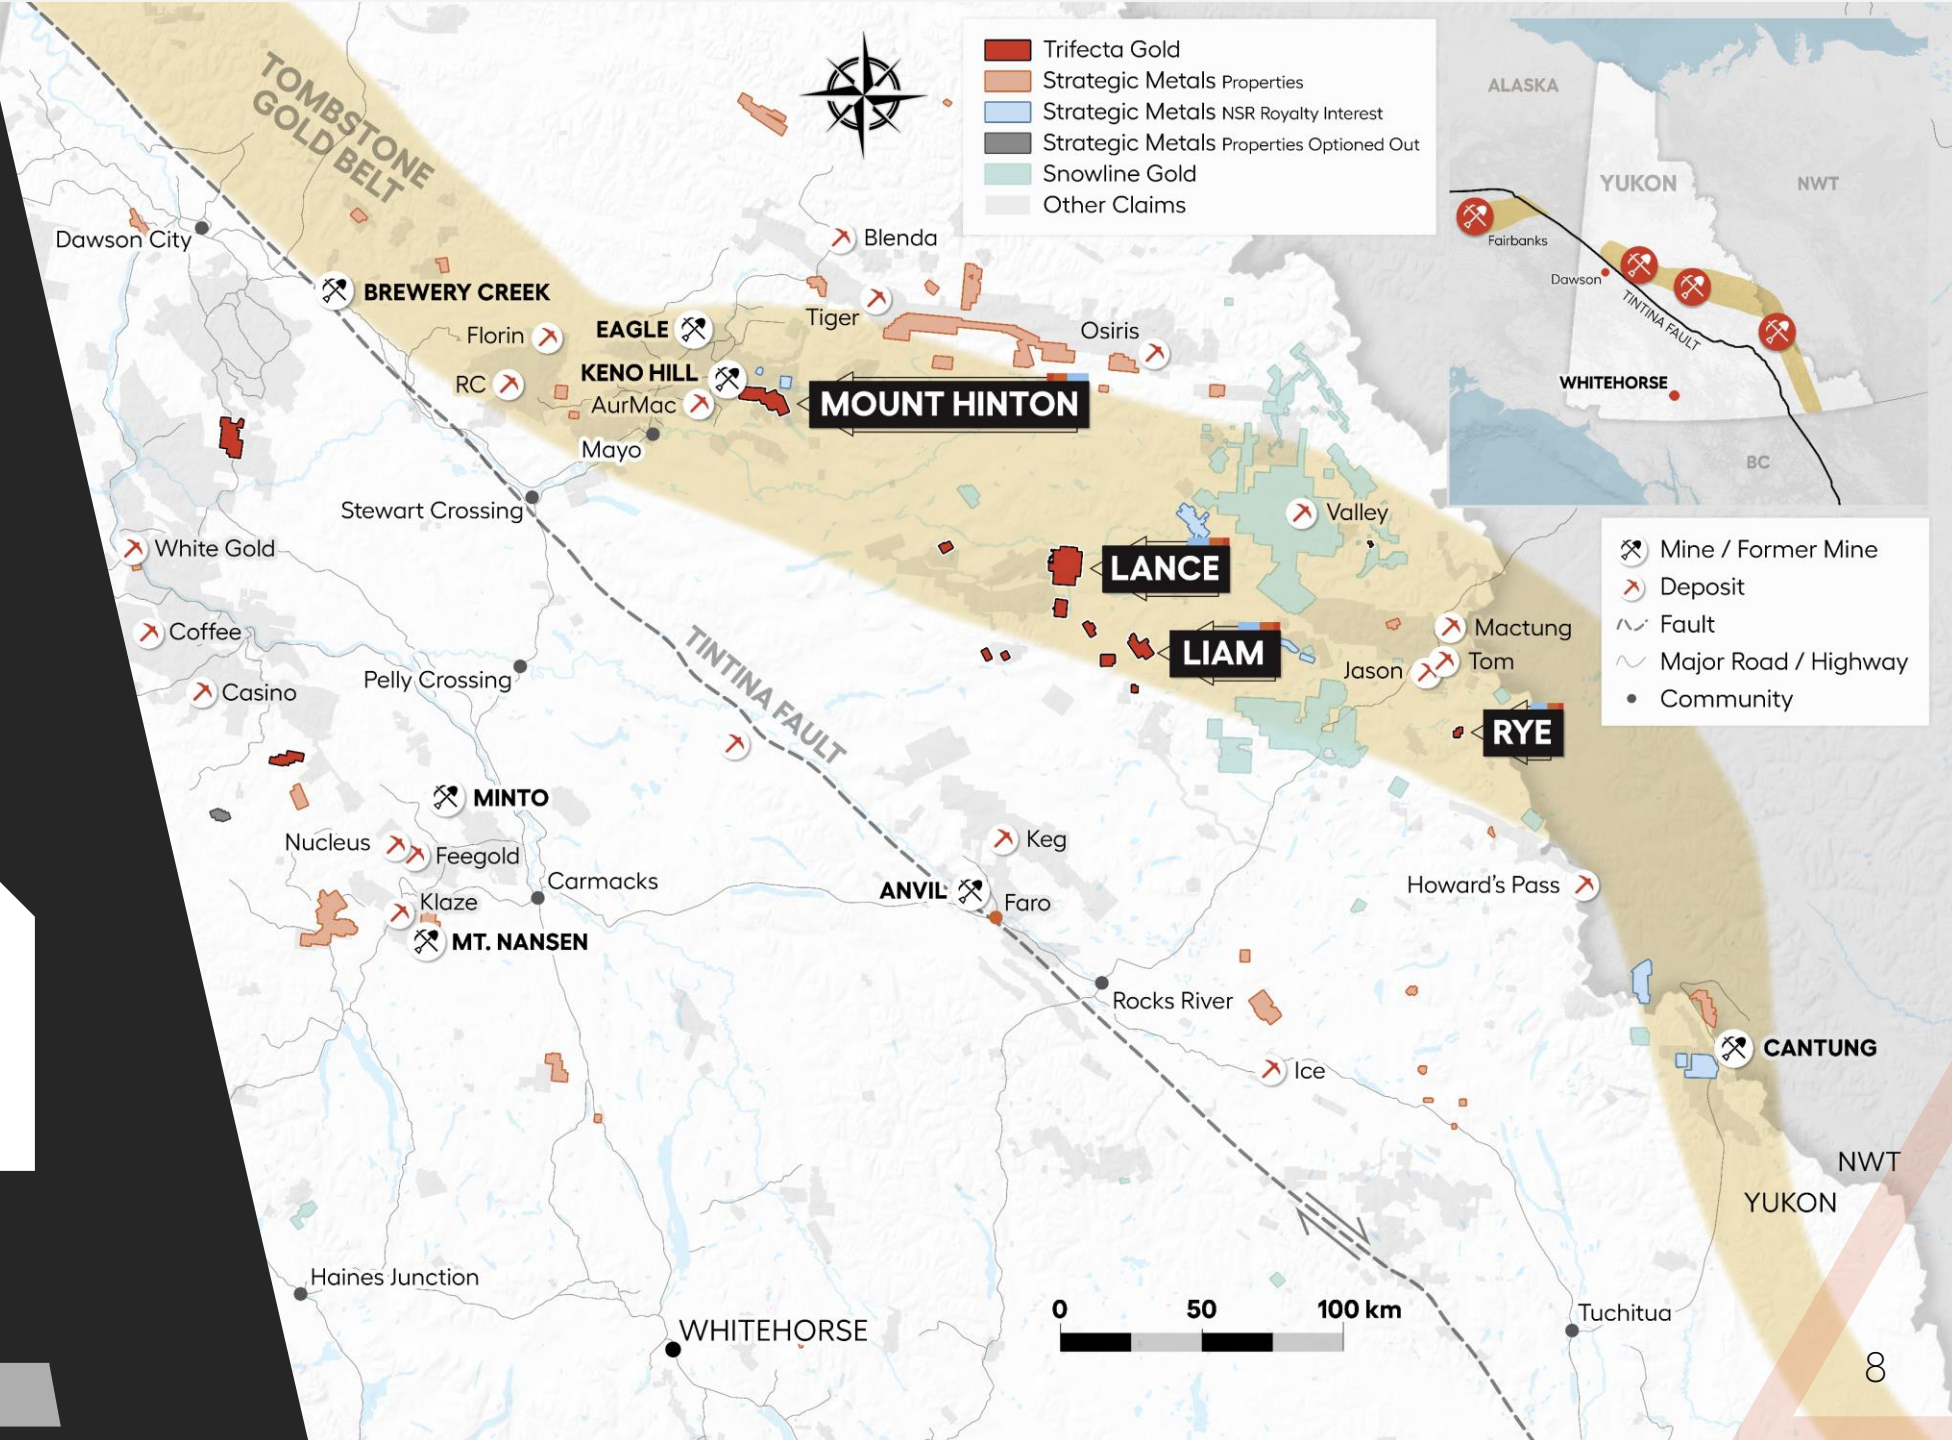 TOMBSTONE
GOLD BELT
Trifecta Gold
Strategic Metals Properties
Strategic Metals NSR Royalty Interest
Strategic Metals Properties Optioned Out
Snowline Gold
Other Claims
ALASKA
YUKON
NWT
Fairbanks
Dawson
TINTINA FAULT
WHITEHORSE
BC
Dawson City
Blenda
BREWERY CREEK
Florin
EAGLE
Tiger
Osiris
RC
KENO HILL
AurMac
MOUNT HINTON
Mayo
Stewart Crossing
Valley
White Gold
LANCE
Mine / Former Mine
Deposit
Fault
Major Road / Highway
Community
Coffee
Mactung
LIAM
Jason
Tom
Pelly Crossing
Casino
TINTINA FAULT
RYE
MINTO
Nucleus
Feegold
Keg
Carmacks
ANVIL
Faro
Howard's Pass
Klaze
MT. NANSEN
Rocks River
Ice
CANTUNG
NWT
YUKON
Haines Junction
0 50 100 km
WHITEHORSE
Tuchitua
8